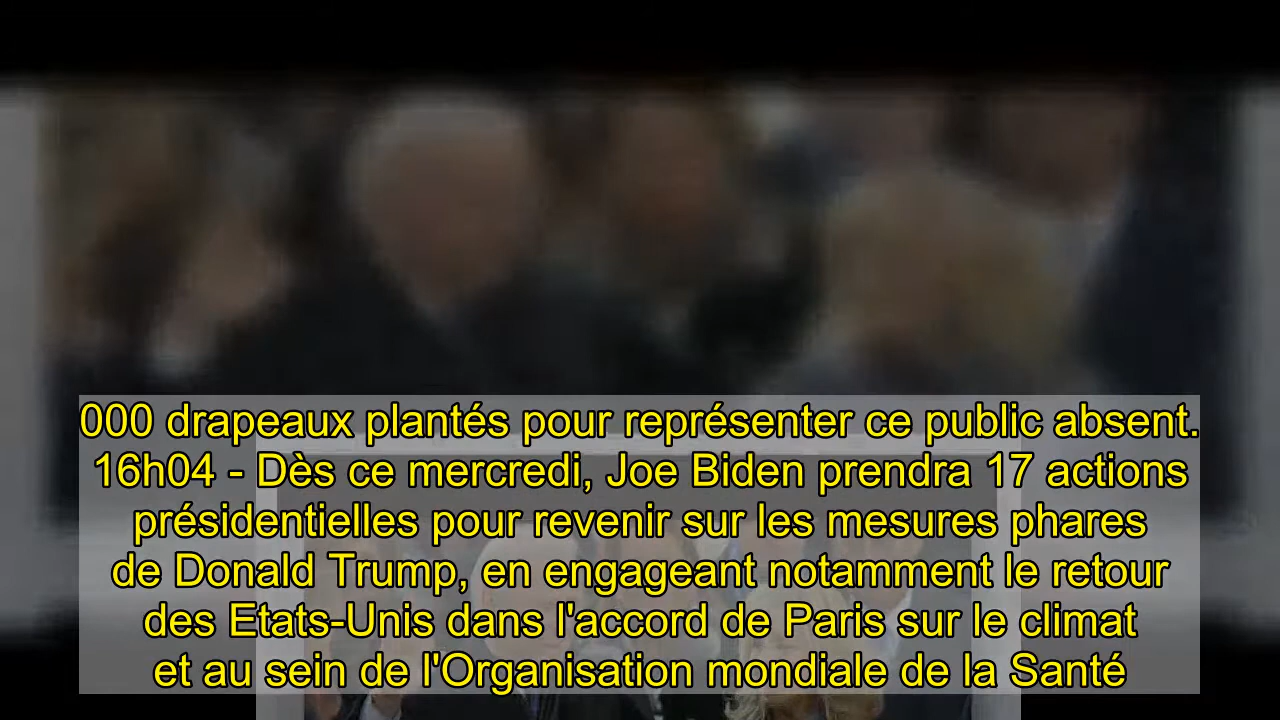 000 drapeaux plantés pour représenter ce public absent.
16h04 - Dès ce mercredi, Joe Biden prendra 17 actions
présidentielles pour revenir sur les mesures phares
de Donald Trump, en engageant notamment le retour
des Etats-Unis dans l'accord de Paris sur le climat
et au sein de l'Organisation mondiale de la Santé